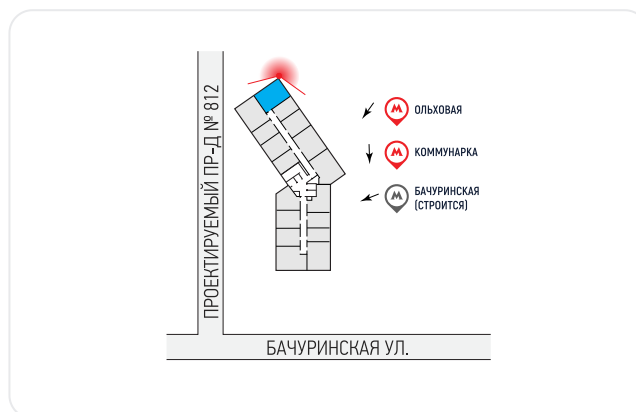 ПРОЕКТИРУЕМЫЙ ПР-Д № 812
ОЛЬХОВАЯ
КОММУНАРКА
БАЧУРИНСКАЯ
(СТРОИТСЯ)
БАЧУРИНСКАЯ УЛ.